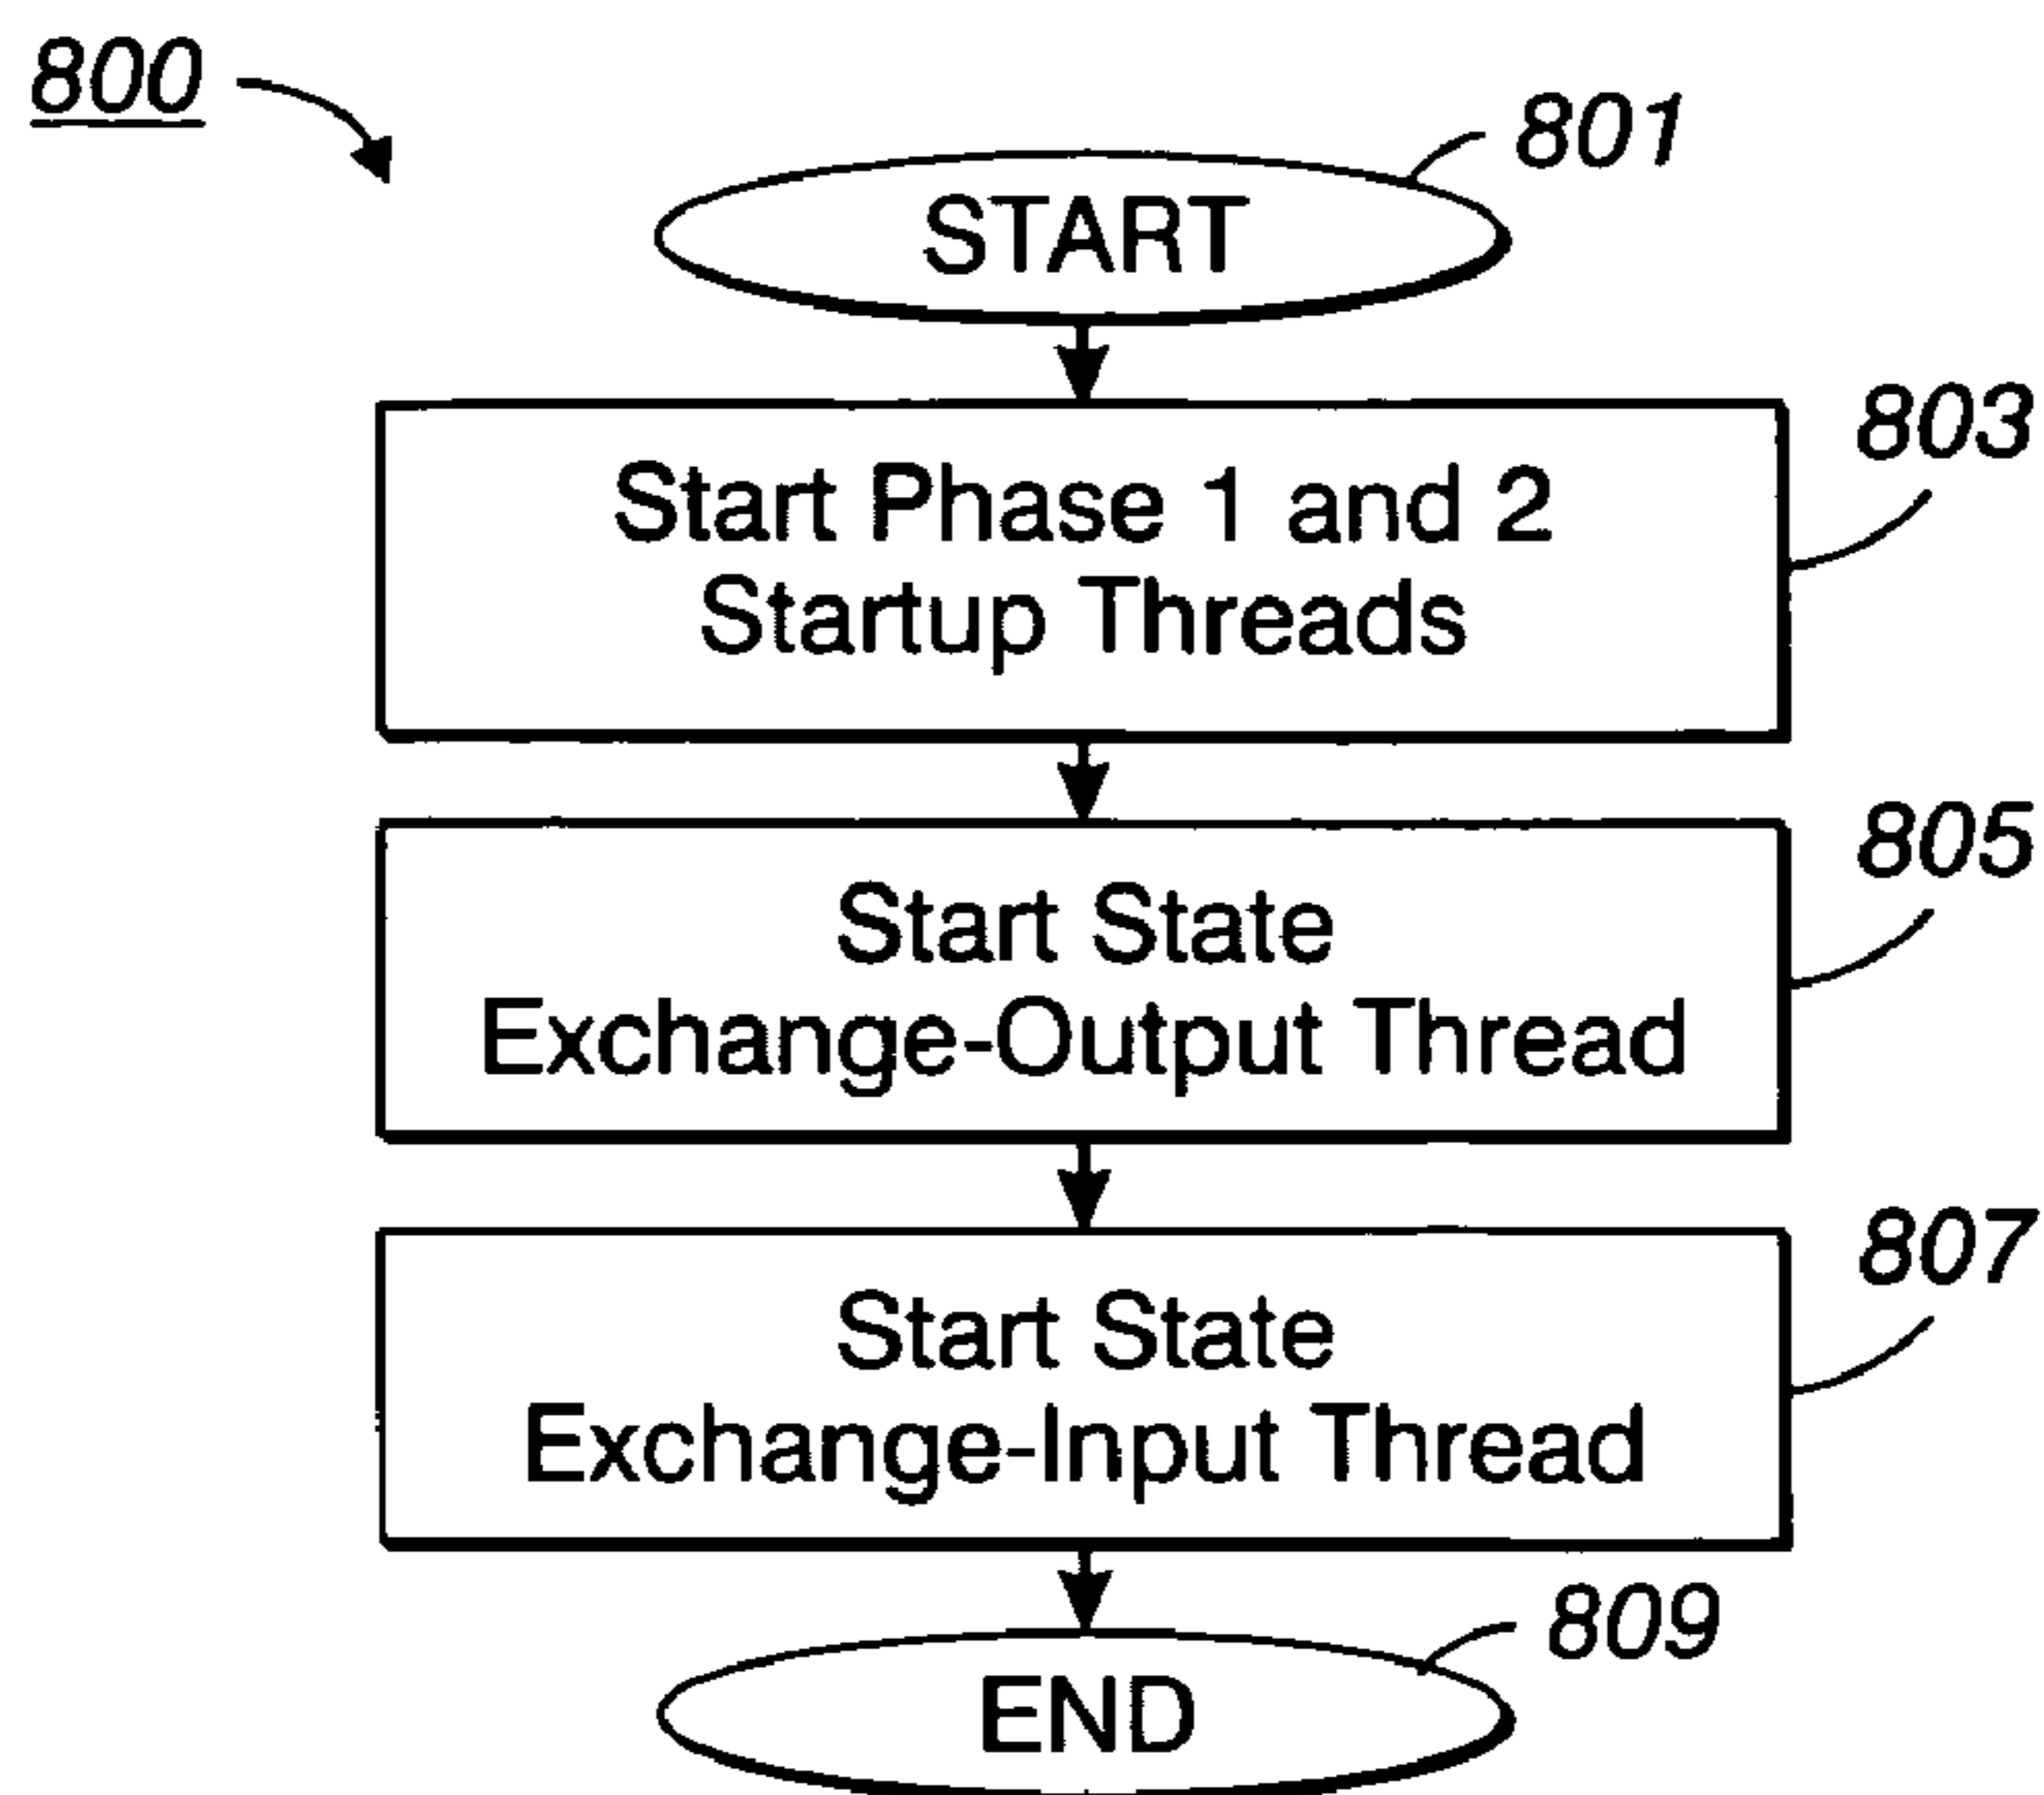 800
801
START
803
Start Phase 1 and 2
Startup Threads
805
Start State
Exchange-Output Thread
807
Start State
Exchange-Input Thread
809
END